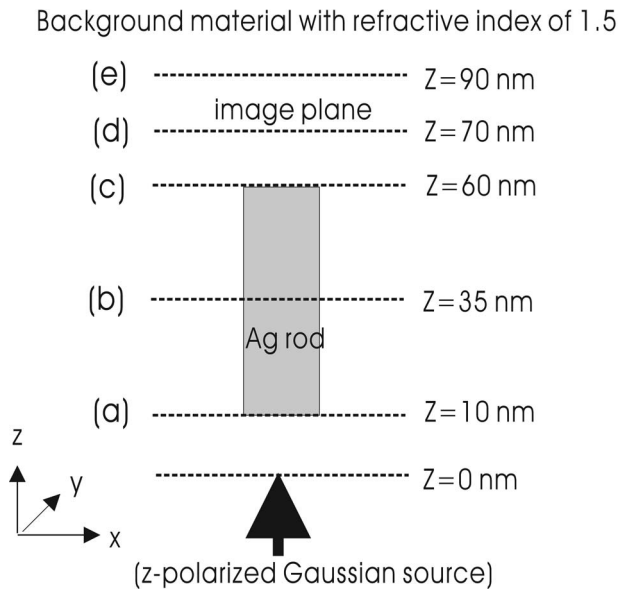 Background material with refractive index of 1.5
(e) Z=90 nm
image plane
(d) Z=70 nm
(c) Z=60 nm
(b) Z=35 nm
Ag rod
(a) Z=10 nm
z
y
Z=0 nm
x
(z-polarized Gaussian source)